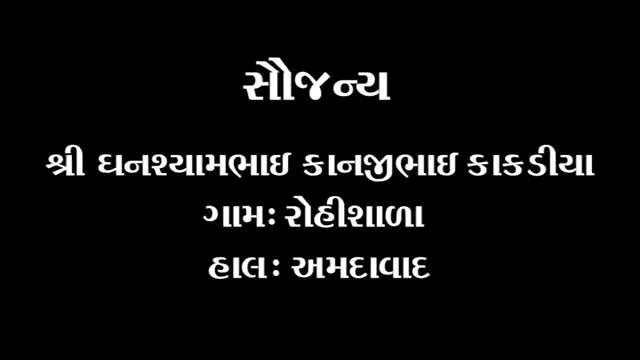 સૌજન્ય
શ્રી ઘનશ્યામભાઇ કાનજીભાઇ કાકડીયા
ગામઃ રોહીશાળા
હાલઃ અમદાવાદ